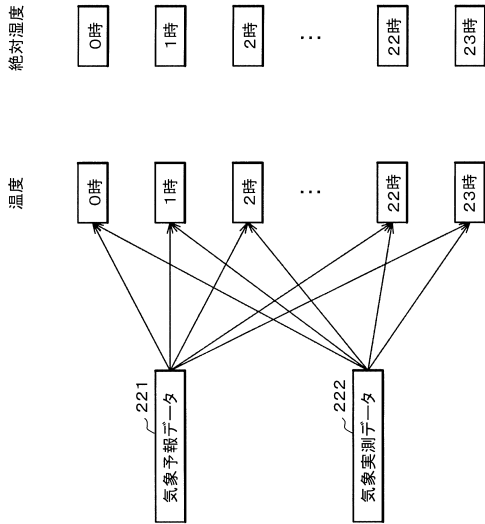 絶対湿度
0時
1時
2時
…
22時
23時
温度
0時
1時
2時
…
22時
23時
221
気象予報データ
222
気象実測データ